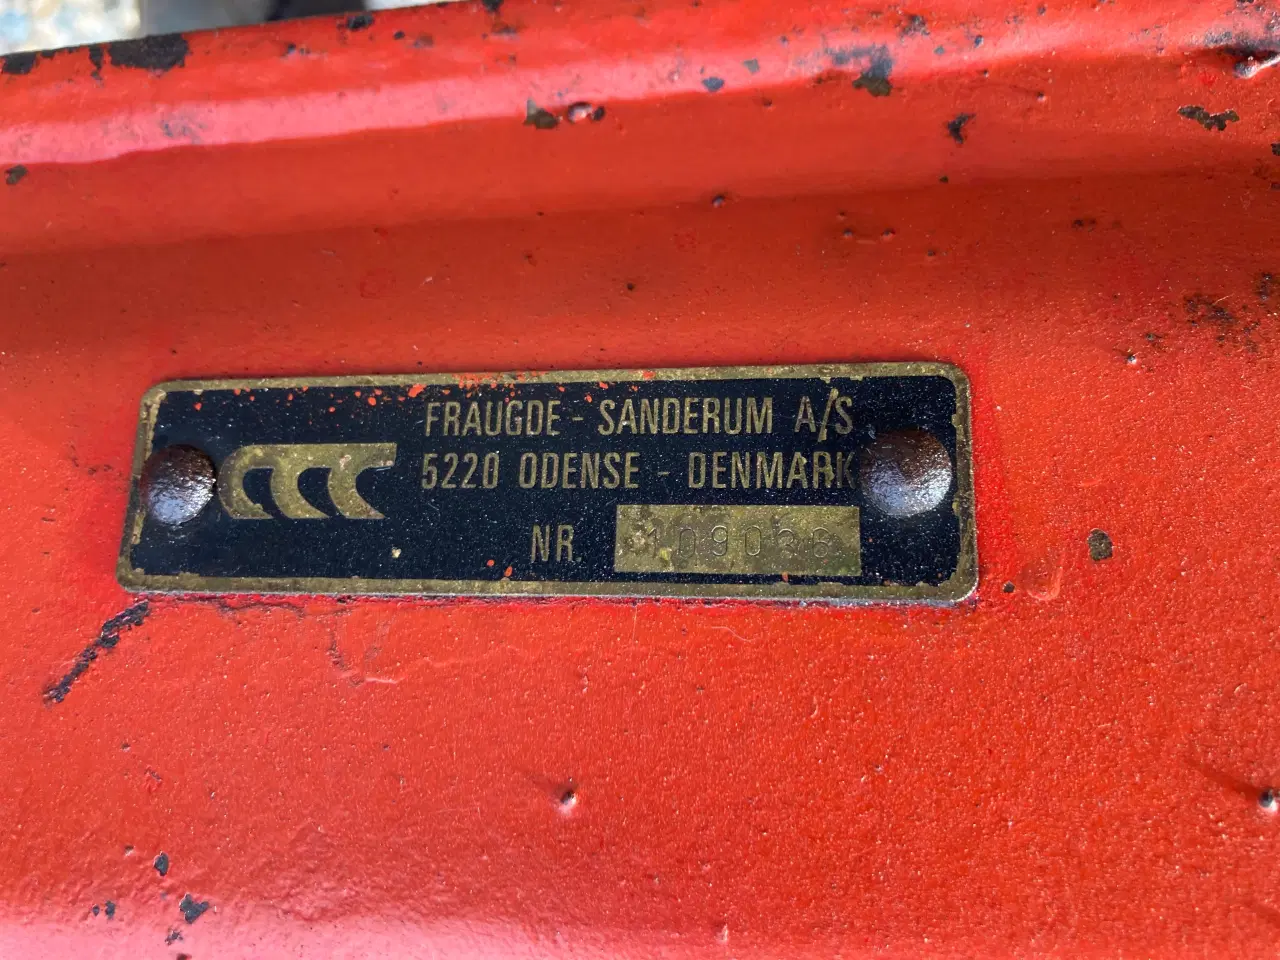 FRAUGDE - SANDERUM A/S
5220 ODENSE - DENMARK
NR.